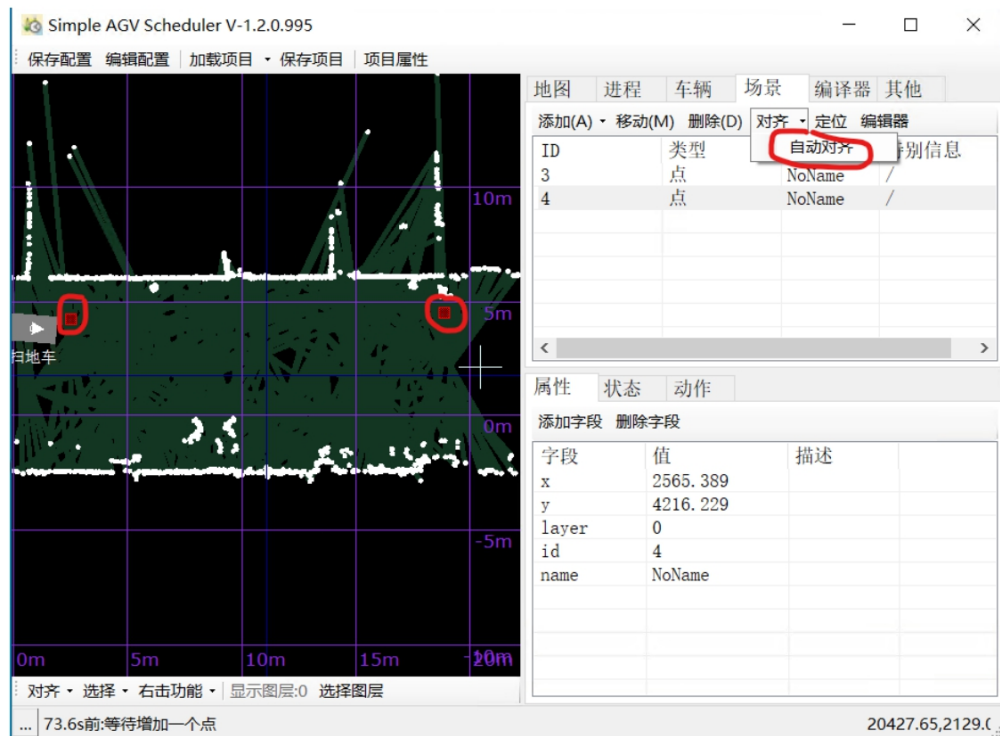 Simple AGV Scheduler V-1.2.0.995
保存配置 编辑配置 加载项目 保存项目 项目属性
地图 进程 车辆 场景 编译器 其他
添加(A) 移动(M) 删除(D) 对齐 定位 编辑器
自动对齐
ID 类型 特别信息
3 点 NoName /
4 点 NoName /
10m
5m
0m
-5m
-10m
扫地车
0m 5m 10m 15m 20m
属性 状态 动作
添加字段 删除字段
字段 值 描述
x 2565.389
y 4216.229
layer 0
id 4
name NoName
对齐 选择 右击功能 显示图层:0 选择图层
... 73.6s前:等待增加一个点 20427.65,2129.0